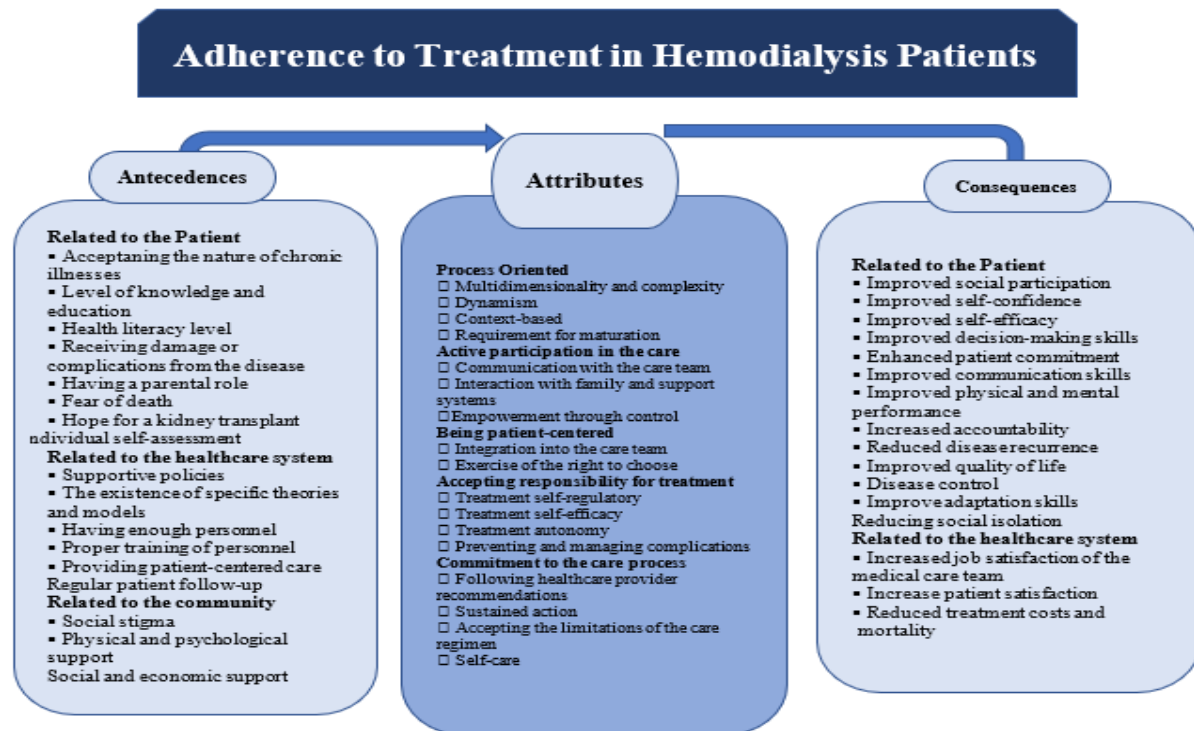 Adherence to Treatment in Hemodialysis Patients
Antecedences
Related to the Patient
▪ Acceptaning the nature of chronic
illnesses
▪ Level of knowledge and
education
▪ Health literacy level
▪ Receiving damage or
complications from the disease
▪ Having a parental role
▪ Fear of death
▪ Hope for a kidney transplant
ndividual self-assessment
Related to the healthcare system
▪ Supportive policies
▪ The existence of specific theories
and models
▪ Having enough personnel
▪ Proper training of personnel
▪ Providing patient-centered care
Regular patient follow-up
Related to the community
▪ Social stigma
▪ Physical and psychological
support
Social and economic support
Attributes
Process Oriented
□ Multidimensionality and complexity
□ Dynamism
□ Context-based
□ Requirement for maturation
Active participation in the care
□ Communication with the care team
□ Interaction with family and support
systems
□Empowerment through control
Being patient-centered
□ Integration into the care team
□ Exercise of the right to choose
Accepting responsibility for treatment
□ Treatment self-regulatory
□ Treatment self-efficacy
□ Treatment autonomy
□ Preventing and managing complications
Commitment to the care process
□ Following healthcare provider
recommendations
□ Sustained action
□ Accepting the limitations of the care
regimen
□ Self-care
Consequences
Related to the Patient
▪ Improved social participation
▪ Improved self-confidence
▪ Improved self-efficacy
▪ Improved decision-making skills
▪ Enhanced patient commitment
▪ Improved communication skills
▪ Improved physical and mental
performance
▪ Increased accountability
▪ Reduced disease recurrence
▪ Improved quality of life
▪ Disease control
▪ Improve adaptation skills
Reducing social isolation
Related to the healthcare system
▪ Increased job satisfaction of the
medical care team
▪ Increase patient satisfaction
▪ Reduced treatment costs and
mortality